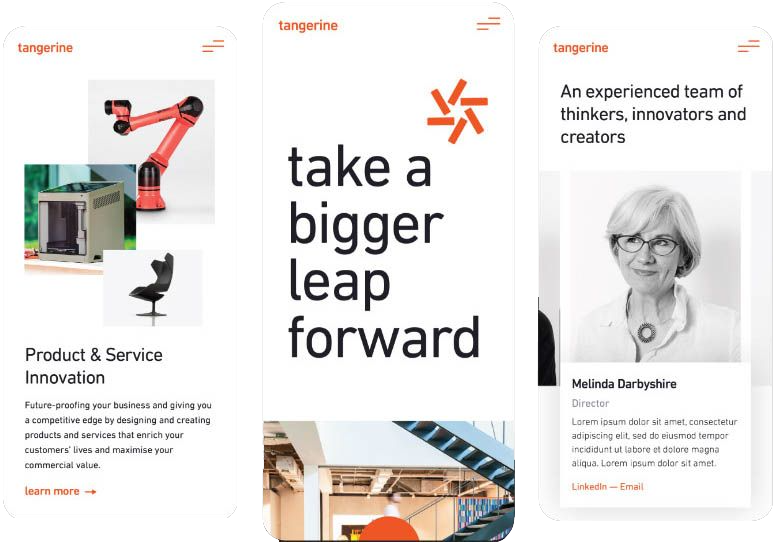 tangerine
Product & Service
Innovation
Future-proofing your business and giving you
a competitive edge by designing and creating
products and services that enrich your
customers' lives and maximise your
commercial value.
learn more →
tangerine
take a
bigger
leap
forward
tangerine
An experienced team of
thinkers, innovators and
creators
Melinda Darbyshire
Director
Lorem ipsum dolor sit amet, consectetur
adipiscing elit, sed do eiusmod tempor
incididunt ut labore et dolore magna
aliqua. Lorem ipsum dolor sit amet.
LinkedIn — Email